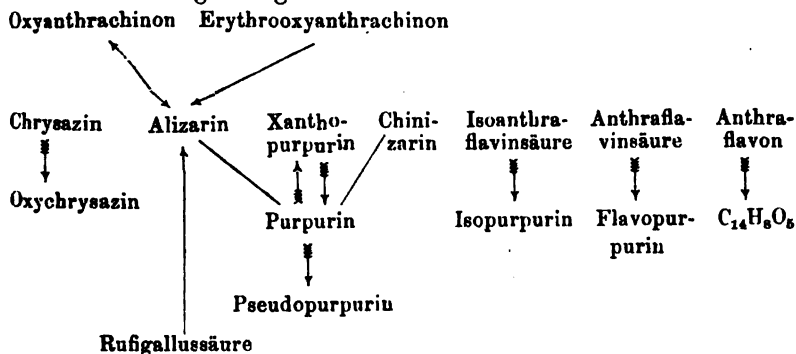 Oxyanthrachinon Erythrooxyanthrachinon
Chrysazin Alizarin Xantho- Chini- Isoanthra- Anthrafla- Anthra-
purpurin zarin flavinsäure vinsäure flavon
Oxychrysazin Purpurin Isopurpurin Flavopur- C₁₄H₈O₅
purin
Pseudopurpurin
Rufigallussäure